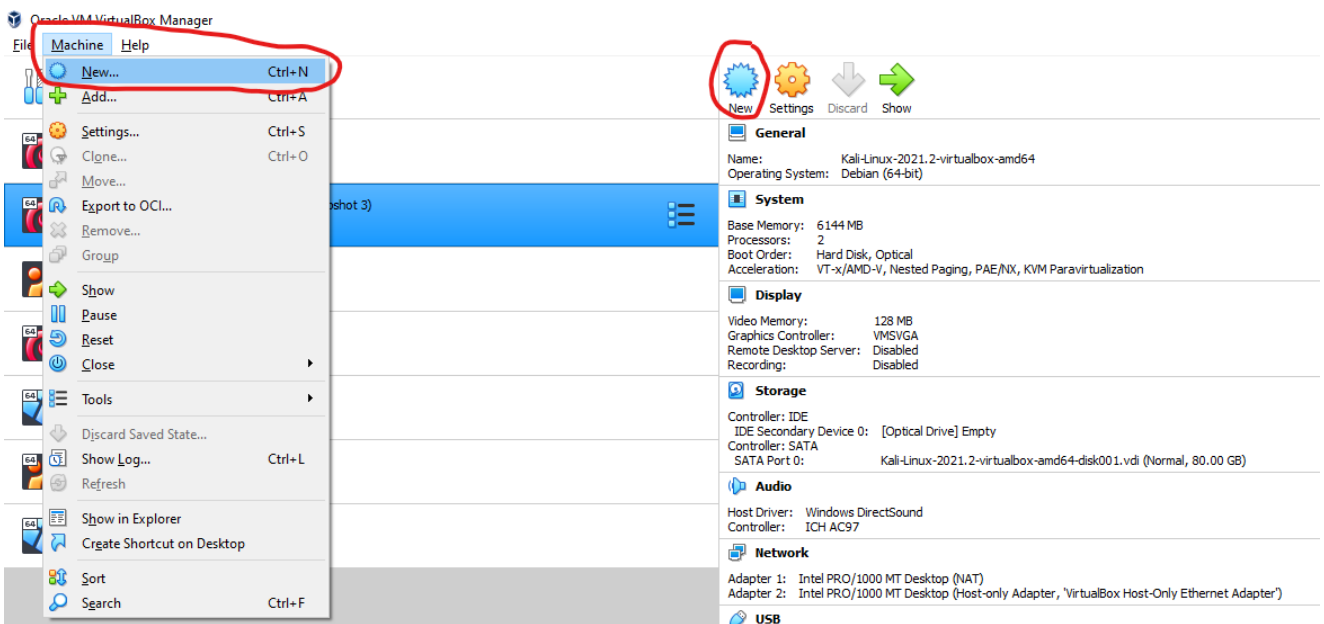 Oracle VM VirtualBox Manager
File Machine Help
New... Ctrl+N
Add... Ctrl+A
Settings... Ctrl+S
Clone... Ctrl+O
Move...
Export to OCI...
Remove...
Group
Show
Pause
Reset
Close
Tools
Discard Saved State...
Show Log... Ctrl+L
Refresh
Show in Explorer
Create Shortcut on Desktop
Sort
Search Ctrl+F
64
64
64
64
64
64
pshot 3)
New Settings Discard Show
General
Name: Kali-Linux-2021.2-virtualbox-amd64
Operating System: Debian (64-bit)
System
Base Memory: 6144 MB
Processors: 2
Boot Order: Hard Disk, Optical
Acceleration: VT-x/AMD-V, Nested Paging, PAE/NX, KVM Paravirtualization
Display
Video Memory: 128 MB
Graphics Controller: VMSVGA
Remote Desktop Server: Disabled
Recording: Disabled
Storage
Controller: IDE
IDE Secondary Device 0: [Optical Drive] Empty
Controller: SATA
SATA Port 0: Kali-Linux-2021.2-virtualbox-amd64-disk001.vdi (Normal, 80.00 GB)
Audio
Host Driver: Windows DirectSound
Controller: ICH AC97
Network
Adapter 1: Intel PRO/1000 MT Desktop (NAT)
Adapter 2: Intel PRO/1000 MT Desktop (Host-only Adapter, 'VirtualBox Host-Only Ethernet Adapter')
USB